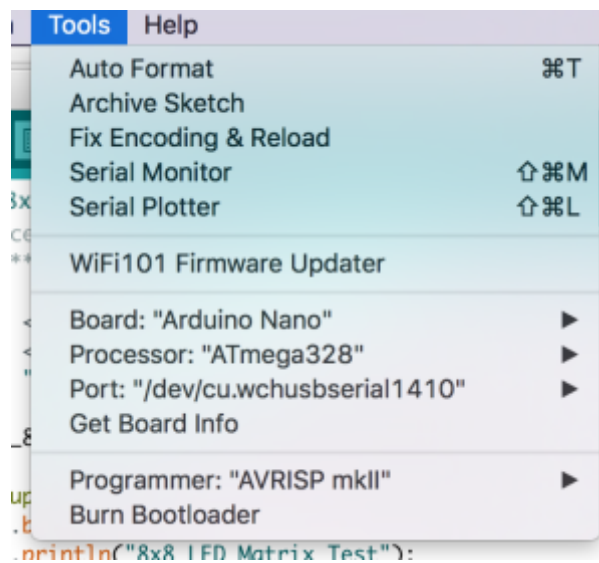 Tools Help
Auto Format ⌘T
Archive Sketch
Fix Encoding & Reload
Serial Monitor ⇧⌘M
Serial Plotter ⇧⌘L
WiFi101 Firmware Updater
Board: "Arduino Nano" ▶
Processor: "ATmega328" ▶
Port: "/dev/cu.wchusbserial1410" ▶
Get Board Info
Programmer: "AVRISP mkII" ▶
Burn Bootloader
.println("8x8 LED Matrix Test");